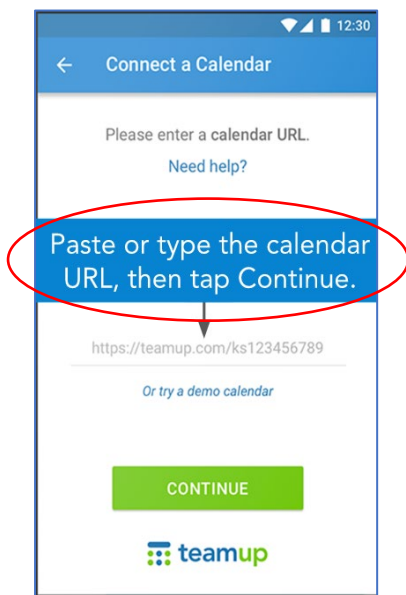 12:30
Connect a Calendar
Please enter a calendar URL.
Need help?
Paste or type the calendar
URL, then tap Continue.
https://teamup.com/ks123456789
Or try a demo calendar
CONTINUE
teamup